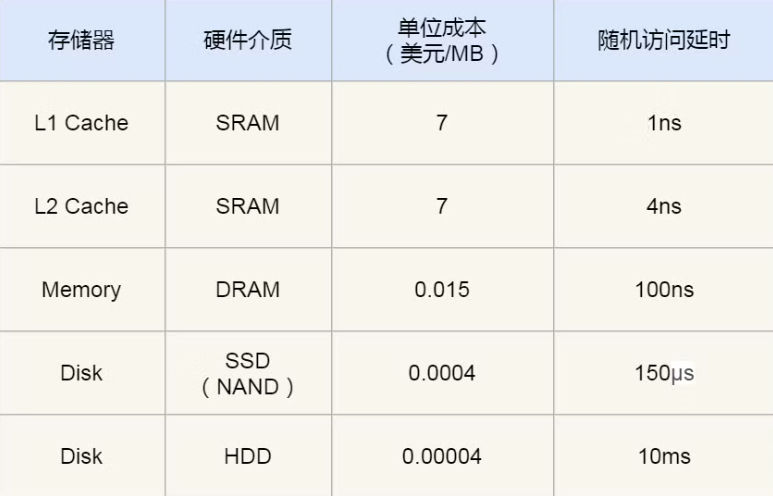 存储器 硬件介质 单位成本 随机访问延时
（美元/MB）
L1 Cache SRAM 7 1ns
L2 Cache SRAM 7 4ns
Memory DRAM 0.015 100ns
Disk SSD 0.0004 150μs
（NAND）
Disk HDD 0.00004 10ms